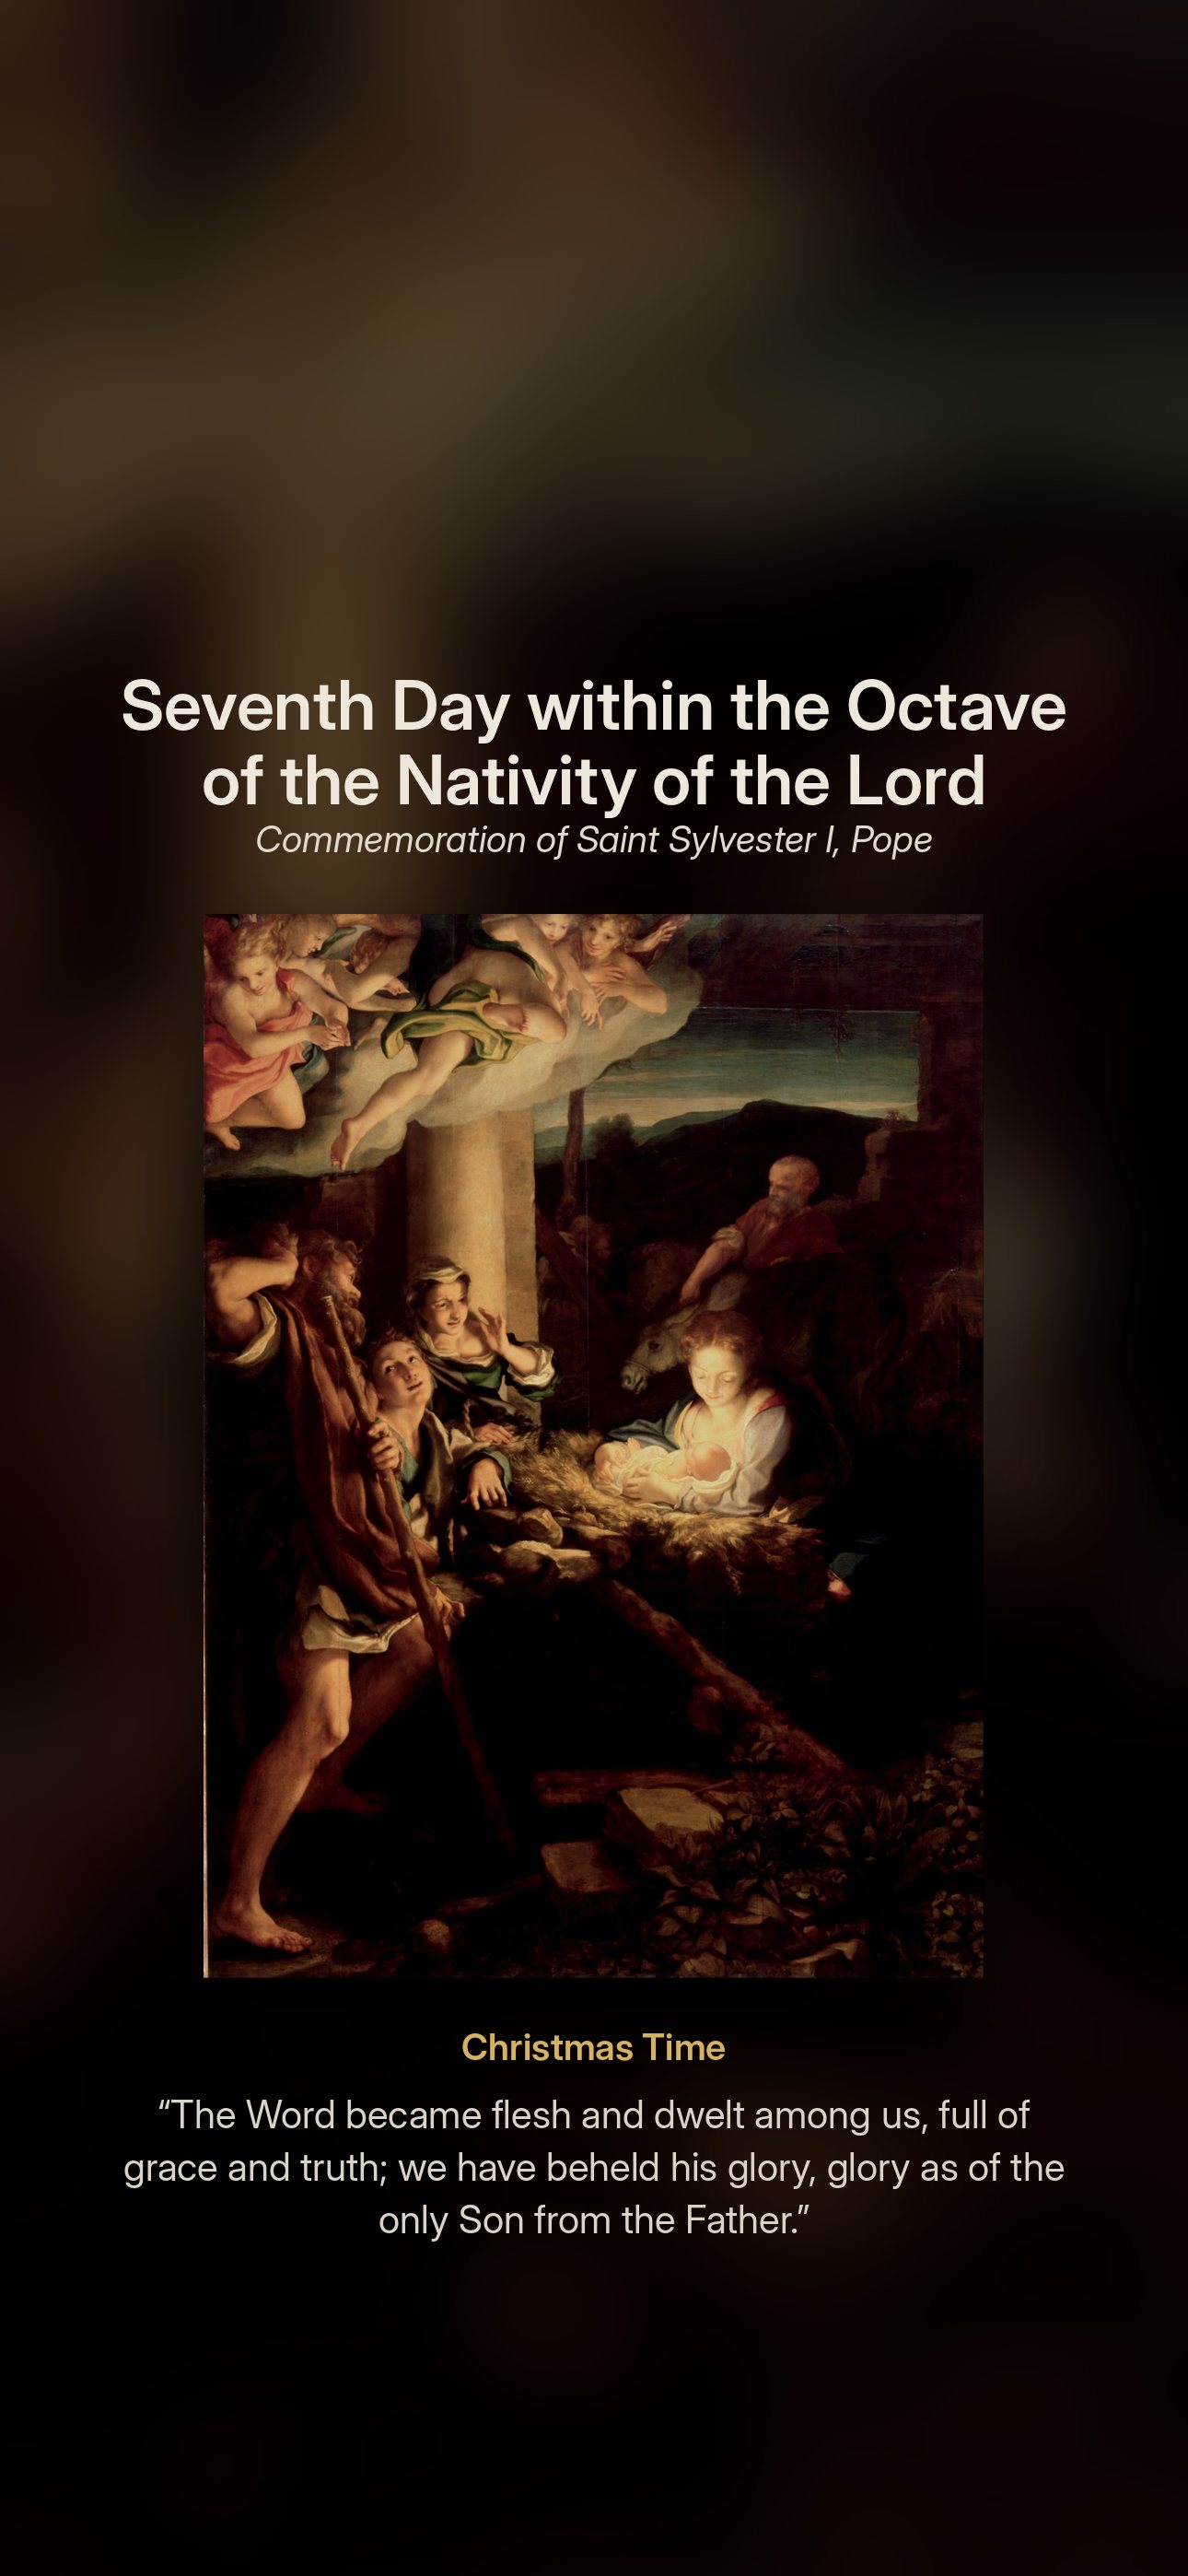 Seventh Day within the Octave
of the Nativity of the Lord
Commemoration of Saint Sylvester I, Pope
Christmas Time
“The Word became flesh and dwelt among us, full of
grace and truth; we have beheld his glory, glory as of the
only Son from the Father.”